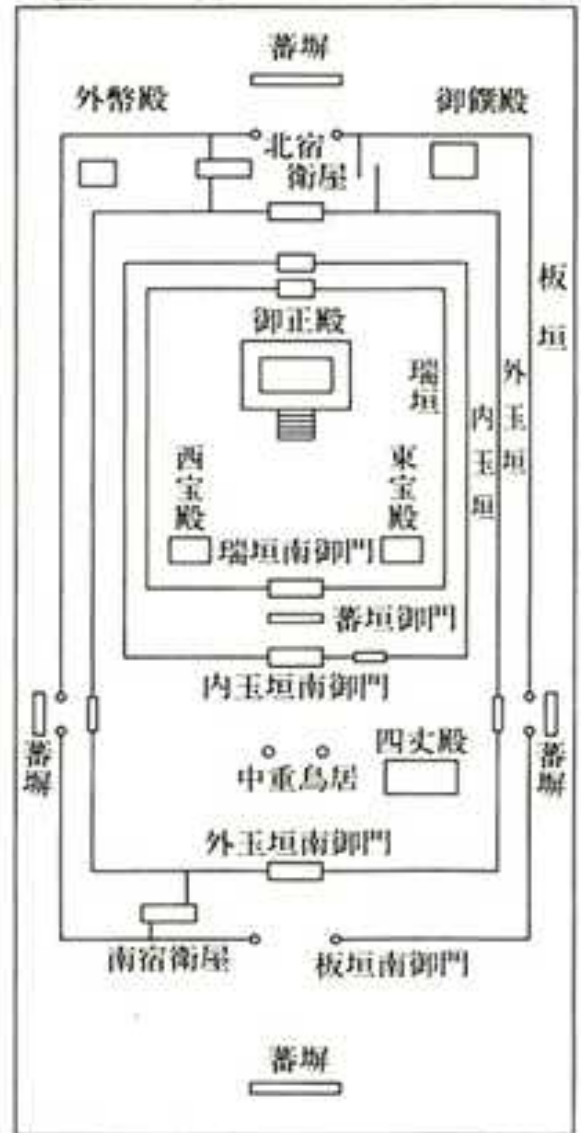 蕃塀
外幣殿
御饌殿
北宿
衛屋
板垣
外玉垣
内玉垣
御正殿
瑞垣
西宝殿
東宝殿
瑞垣南御門
蕃垣御門
内玉垣南御門
蕃塀
四丈殿
蕃塀
中重鳥居
外玉垣南御門
南宿衛屋
板垣南御門
蕃塀